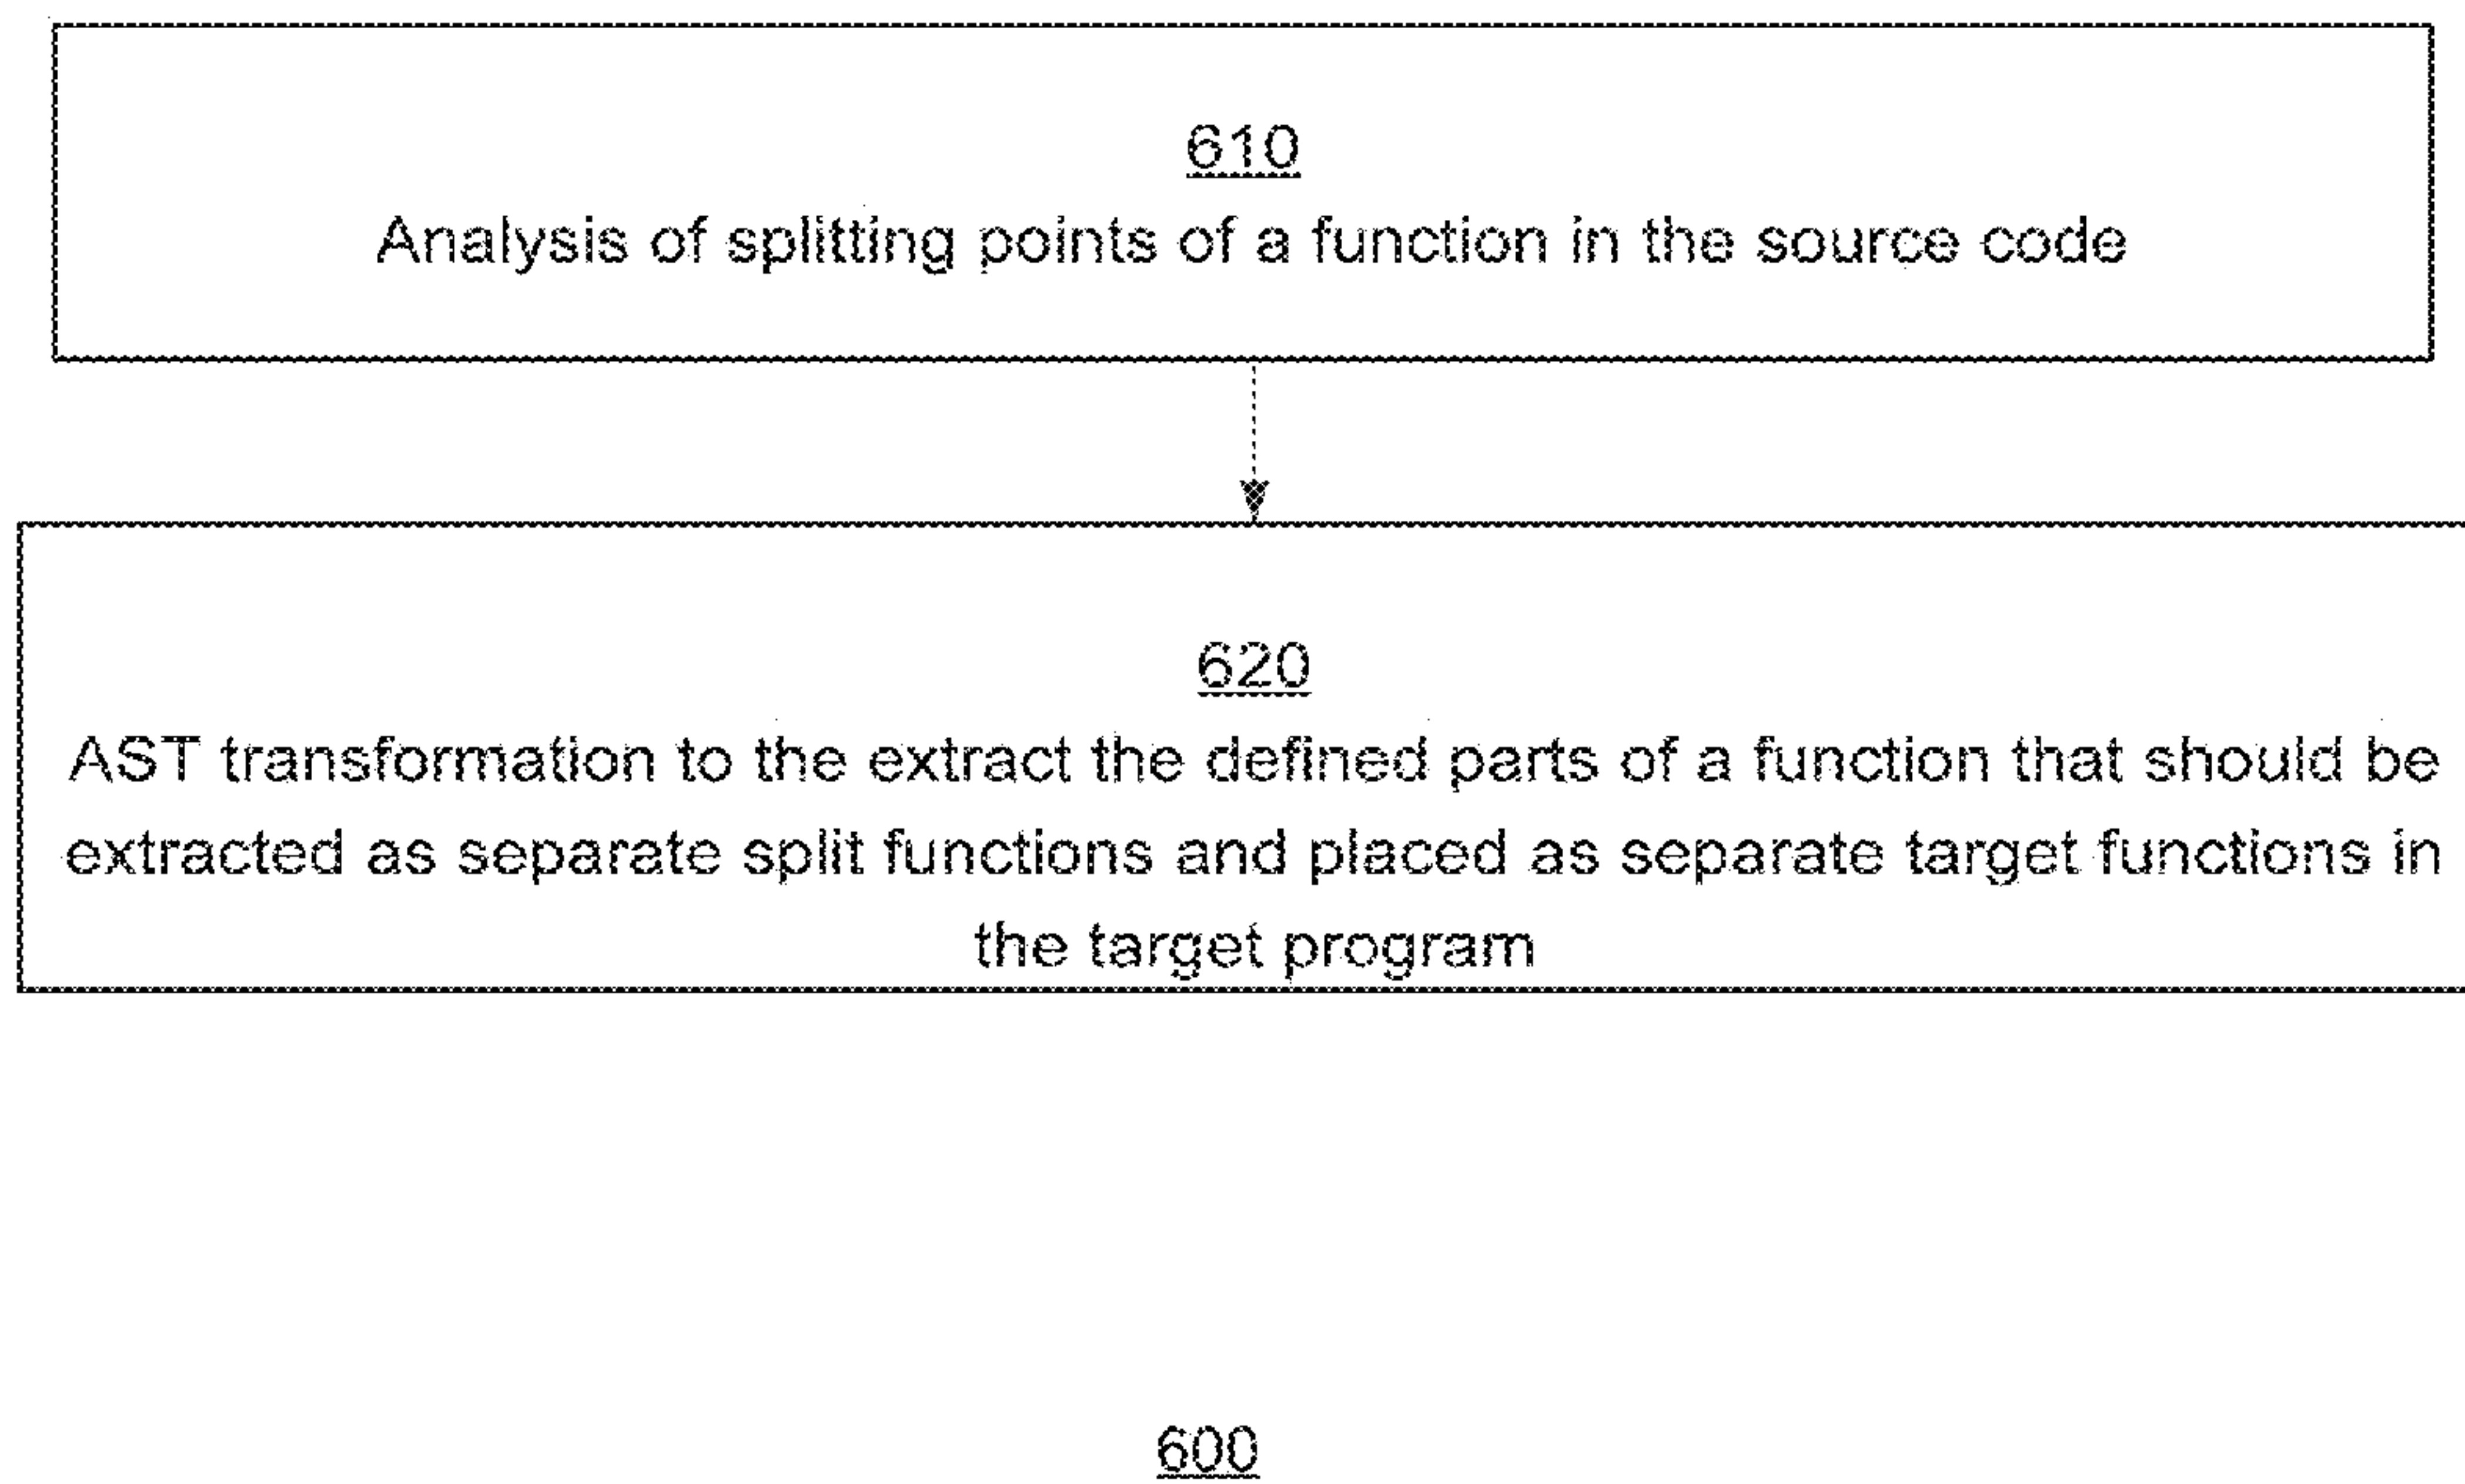 610
Analysis of splitting points of a function in the source code
620
AST transformation to the extract the defined parts of a function that should be
extracted as separate split functions and placed as separate target functions in
the target program
600